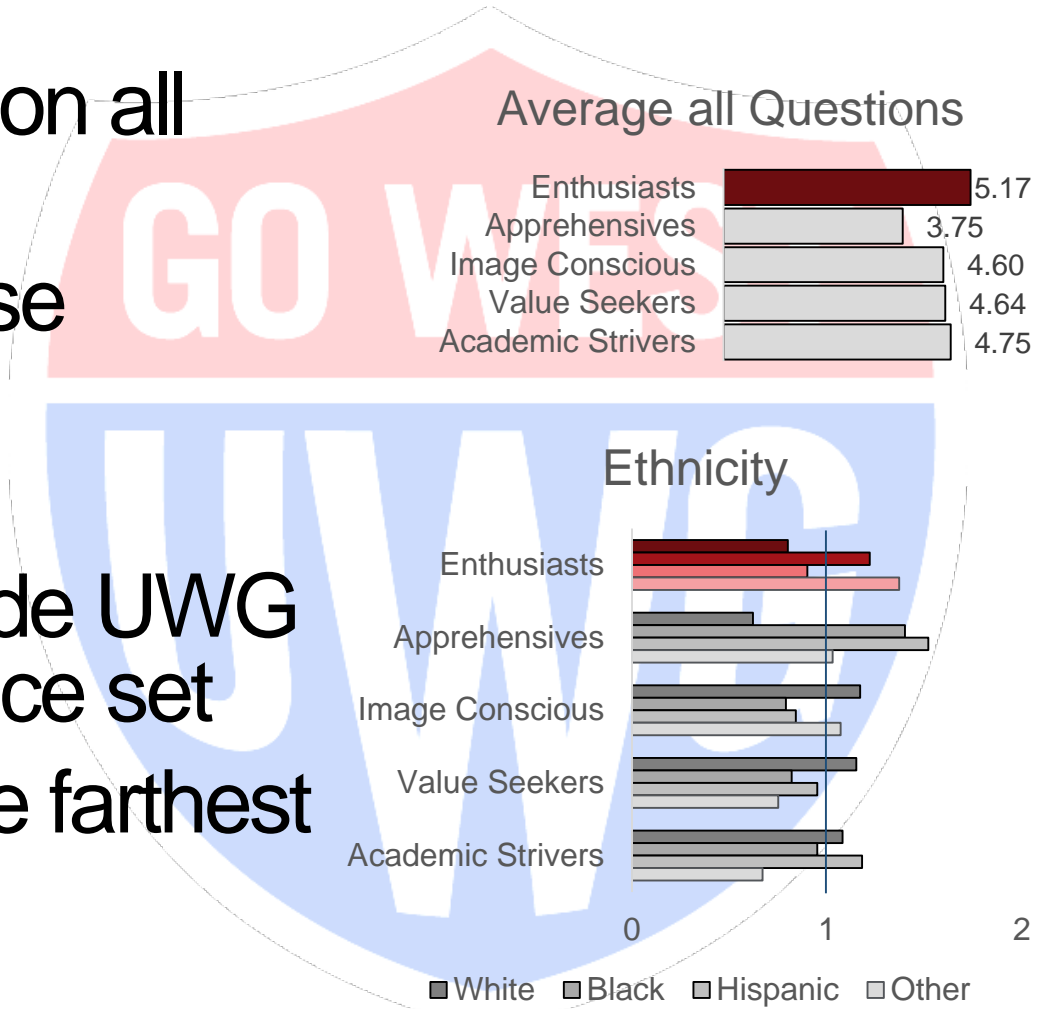 on all
se
de UWG
ce set
e farthest
GO WES
UWG
Average all Questions
Enthusiasts 5.17
Apprehensives 3.75
Image Conscious 4.60
Value Seekers 4.64
Academic Strivers 4.75
Ethnicity
Enthusiasts
Apprehensives
Image Conscious
Value Seekers
Academic Strivers
0 1 2
White Black Hispanic Other